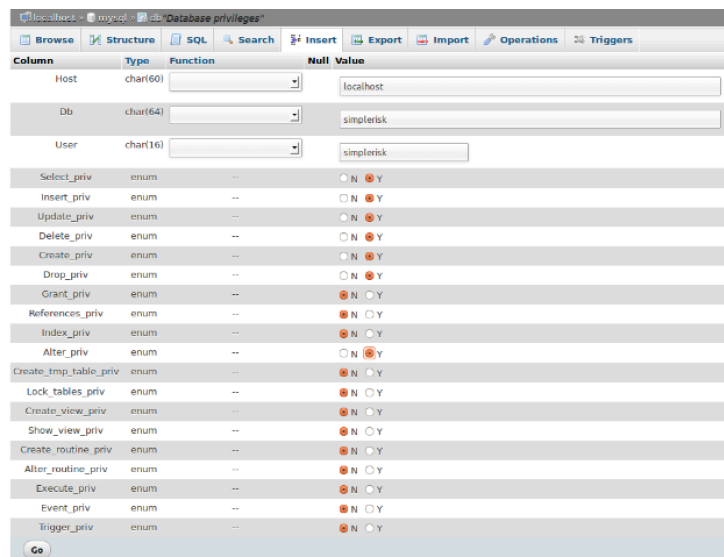 localhost » mysql » db "Database privileges"
Browse Structure SQL Search Insert Export Import Operations Triggers
Column Type Function Null Value
Host char(60) localhost
Db char(64) simplerisk
User char(16) simplerisk
Select_priv enum -- N Y
Insert_priv enum -- N Y
Update_priv enum -- N Y
Delete_priv enum -- N Y
Create_priv enum -- N Y
Drop_priv enum -- N Y
Grant_priv enum -- N Y
References_priv enum -- N Y
Index_priv enum -- N Y
Alter_priv enum -- N Y
Create_tmp_table_priv enum -- N Y
Lock_tables_priv enum -- N Y
Create_view_priv enum -- N Y
Show_view_priv enum -- N Y
Create_routine_priv enum -- N Y
Alter_routine_priv enum -- N Y
Execute_priv enum -- N Y
Event_priv enum -- N Y
Trigger_priv enum -- N Y
Go